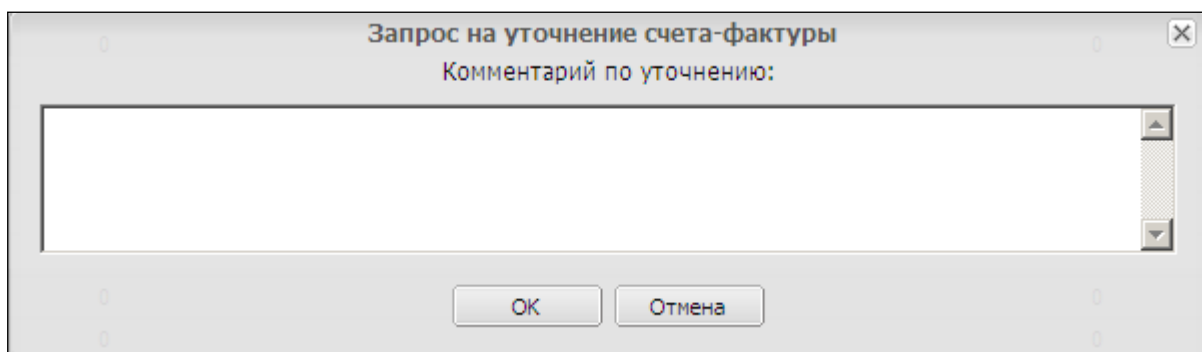 Запрос на уточнение счета-фактуры
Комментарий по уточнению:
OK Отмена